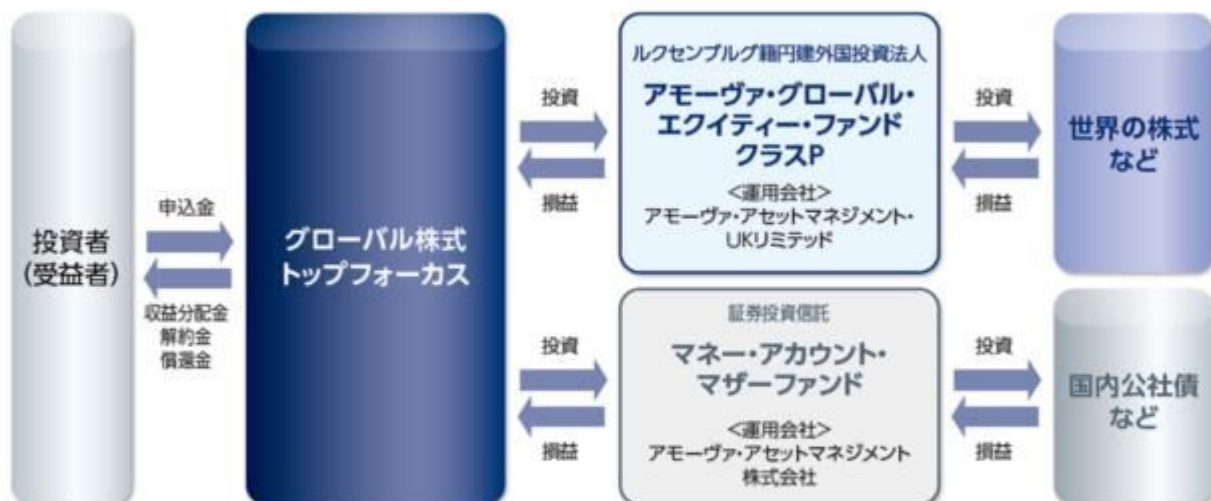 投資者
(受益者)
申込金
収益分配金
解約金
償還金
グローバル株式
トップフォーカス
投資
損益
ルクセンブルグ籍円建外国投資法人
アモーヴァ・グローバル・
エクイティー・ファンド
クラスP
<運用会社>
アモーヴァ・アセットマネジメント・
UKリミテッド
投資
損益
世界の株式
など
投資
損益
証券投資信託
マネー・アカウント・
マザーファンド
<運用会社>
アモーヴァ・アセットマネジメント
株式会社
投資
損益
国内公社債
など